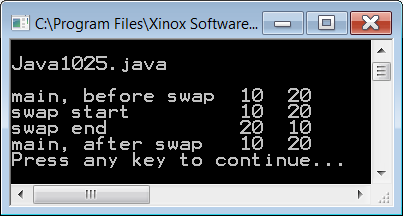 C:\Program Files\Xinox Software...
Java1025.java
main, before swap   10  20
swap start          10  20
swap end            20  10
main, after swap    10  20
Press any key to continue...